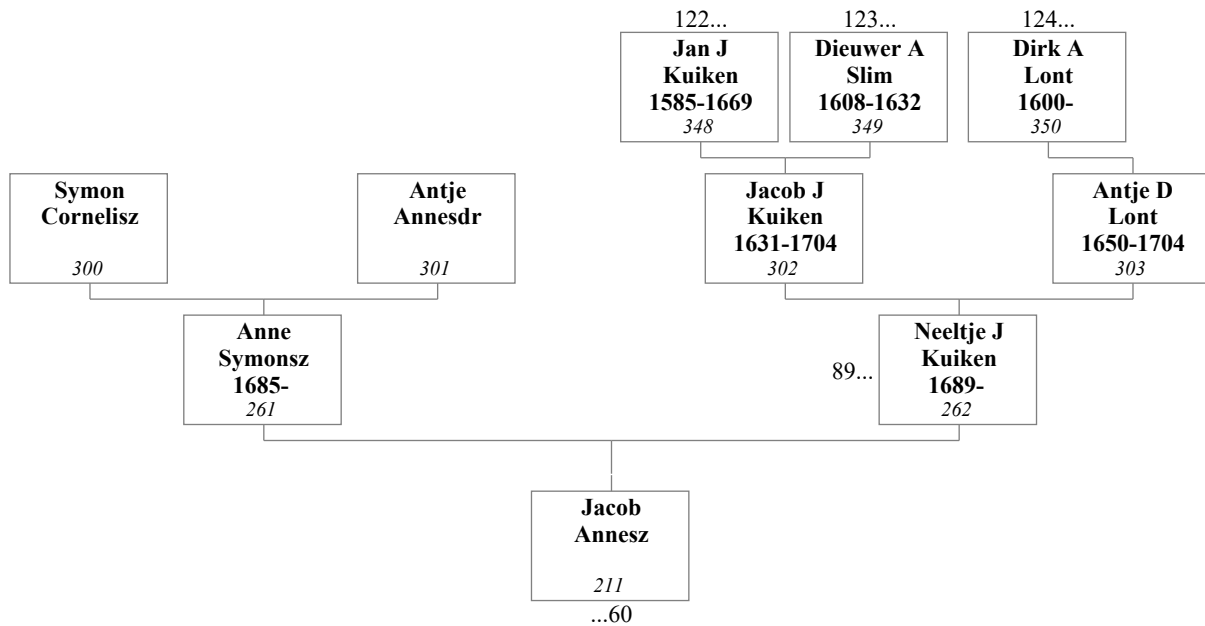 122...
123...
124...
Jan J
Kuiken
1585-1669
348
Dieuwer A
Slim
1608-1632
349
Dirk A
Lont
1600-
350
Symon
Cornelisz
300
Antje
Annesdr
301
Jacob J
Kuiken
1631-1704
302
Antje D
Lont
1650-1704
303
Anne
Symonsz
1685-
261
89...
Neeltje J
Kuiken
1689-
262
Jacob
Annesz
211
...60